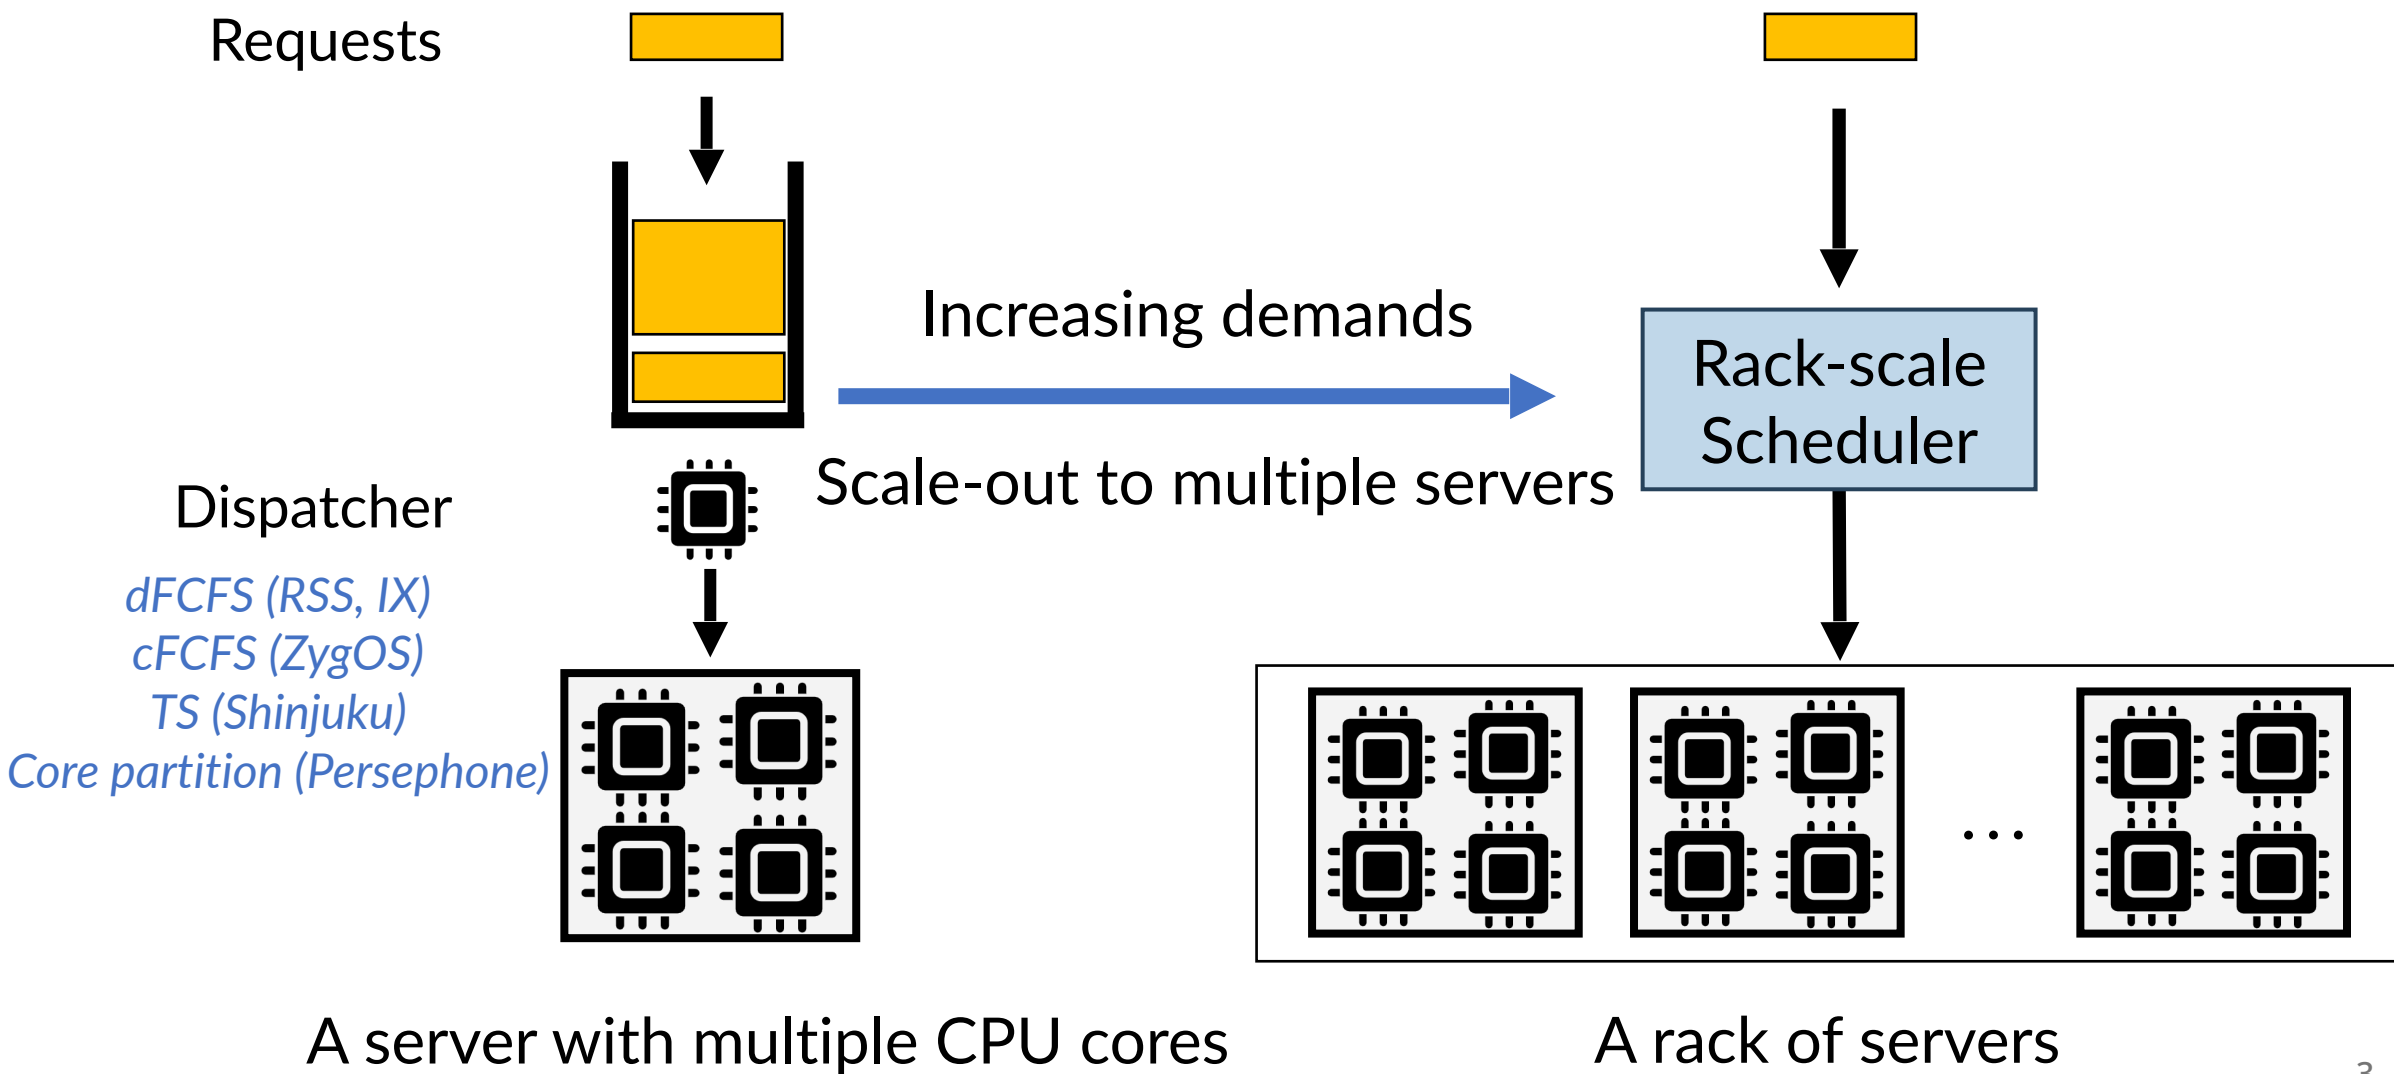 Requests
Increasing demands
Scale-out to multiple servers
Rack-scale
Scheduler
Dispatcher
dFCFS (RSS, IX)
cFCFS (ZygOS)
TS (Shinjuku)
Core partition (Persephone)
...
A server with multiple CPU cores
A rack of servers
3